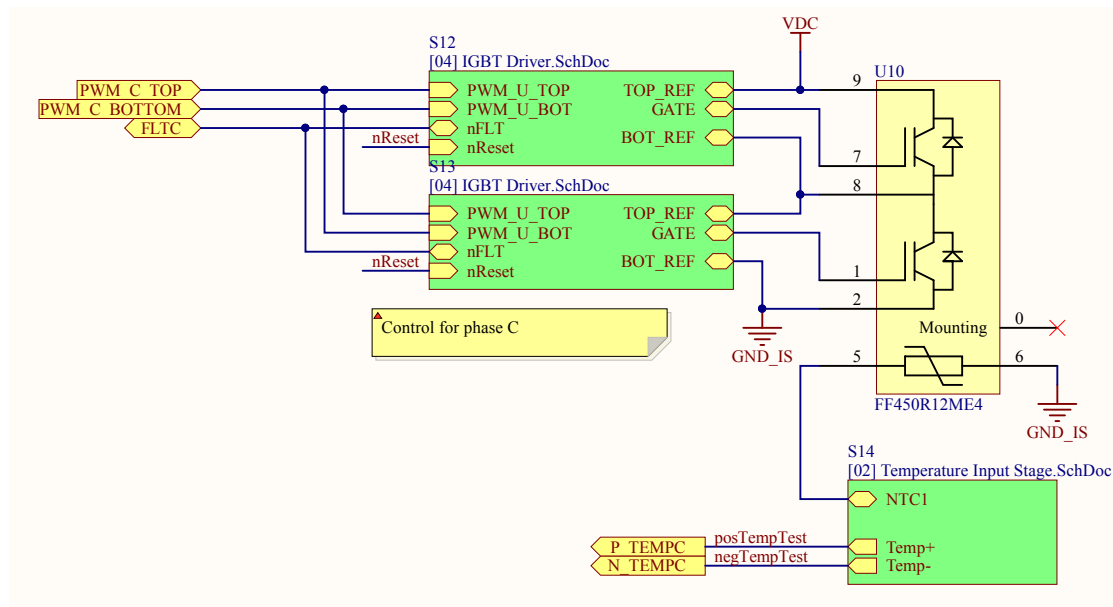 VDC
S12
[04] IGBT Driver.SchDoc
U10
PWM_C_TOP
PWM_U_TOP
TOP_REF
9
PWM_C_BOTTOM
PWM_U_BOT
GATE
FLTC
nFLT
BOT_REF
nReset
nReset
7
S13
[04] IGBT Driver.SchDoc
8
PWM_U_TOP
TOP_REF
PWM_U_BOT
GATE
nFLT
BOT_REF
nReset
nReset
1
2
Control for phase C
Mounting
0
GND_IS
5
6
FF450R12ME4
GND_IS
S14
[02] Temperature Input Stage.SchDoc
NTC1
P_TEMPC
posTempTest
Temp+
N_TEMPC
negTempTest
Temp-